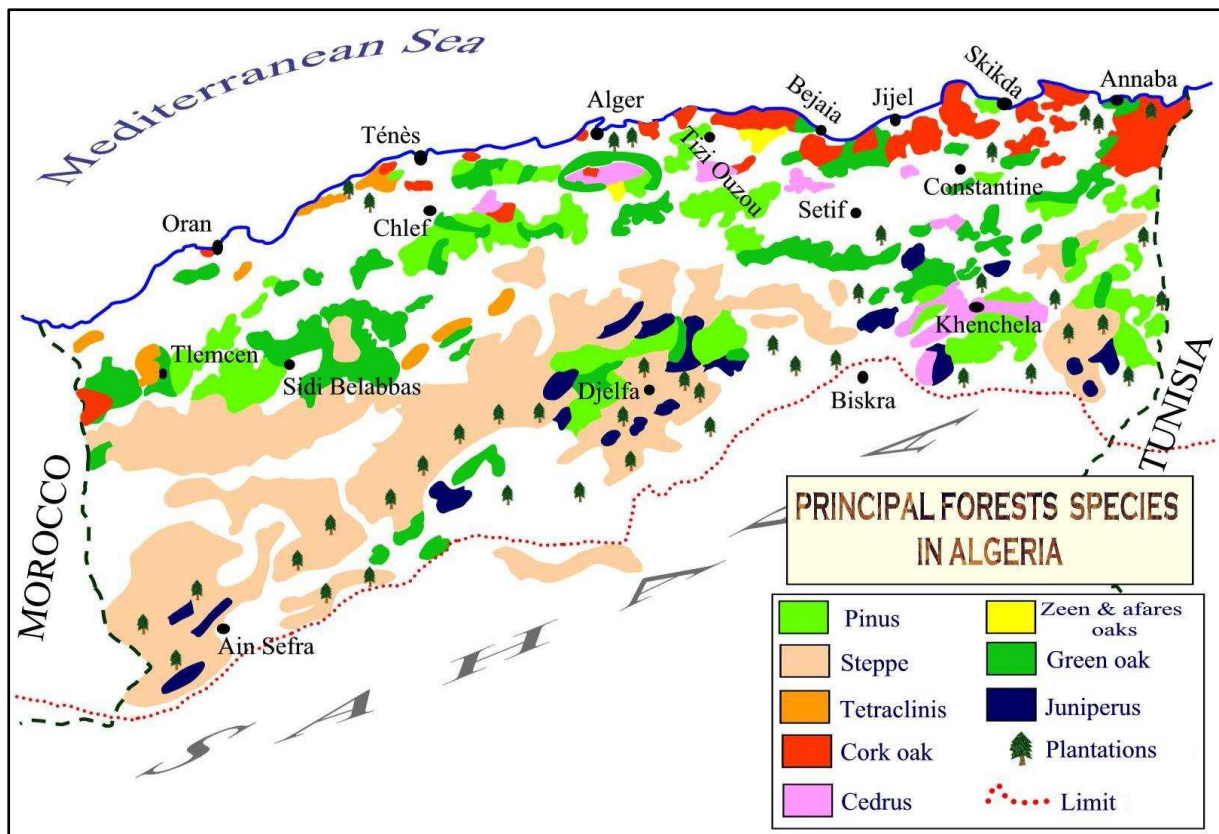 Mediterranean Sea
Skikda
Annaba
Alger
Bejaia
Jijel
Ténès
Tizi Ouzou
Constantine
Oran
Chlef
Setif
Khenchela
Tlemcen
Sidi Belabbas
Djelfa
Biskra
MOROCCO
TUNISIA
Ain Sefra
SAHARA
PRINCIPAL FORESTS SPECIES
IN ALGERIA
Pinus
Zeen & afares
oaks
Steppe
Green oak
Tetraclinis
Juniperus
Cork oak
Plantations
Cedrus
Limit